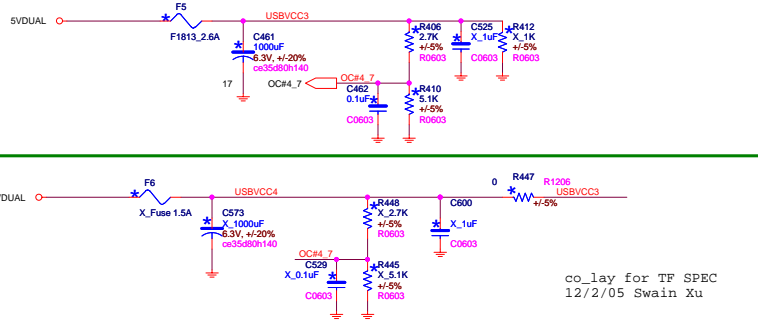 F5
5VDUAL
USBVCC3
F1813_2.6A
C461
1000uF
6.3V, +/-20%
ce35d80h140
R406
2.7K
+/-5%
R0603
C525
X_1uF
C0603
R412
X_1K
+/-5%
R0603
17
OC#4_7
OC#4_7
C462
0.1uF
C0603
R410
5.1K
+/-5%
R0603
F6
VDUAL
USBVCC4
X_Fuse 1.5A
C573
X_1000uF
6.3V, +/-20%
ce35d80h140
R448
X_2.7K
+/-5%
R0603
C600
X_1uF
C0603
0
R447
R1206
USBVCC3
+/-5%
OC#4_7
C529
X_0.1uF
C0603
R445
X_5.1K
+/-5%
R0603
co_lay for TF SPEC
12/2/05 Swain Xu